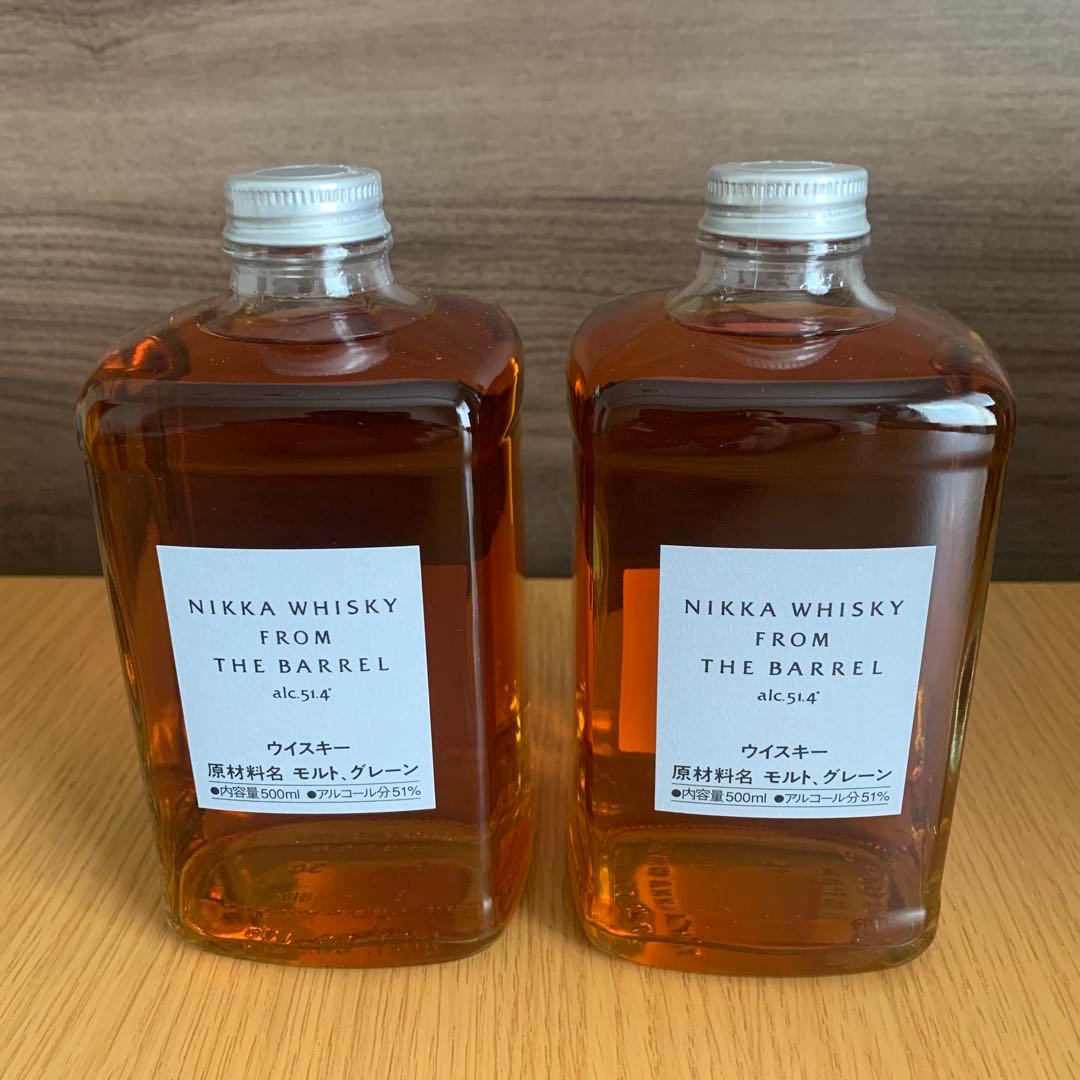 NIKKA WHISKY
FROM
THE BARREL
alc.51.4°
ウイスキー
原材料名 モルト、グレーン
●内容量500ml ●アルコール分51%
NIKKA WHISKY
FROM
THE BARREL
alc.51.4°
ウイスキー
原材料名 モルト、グレーン
●内容量500ml ●アルコール分51%